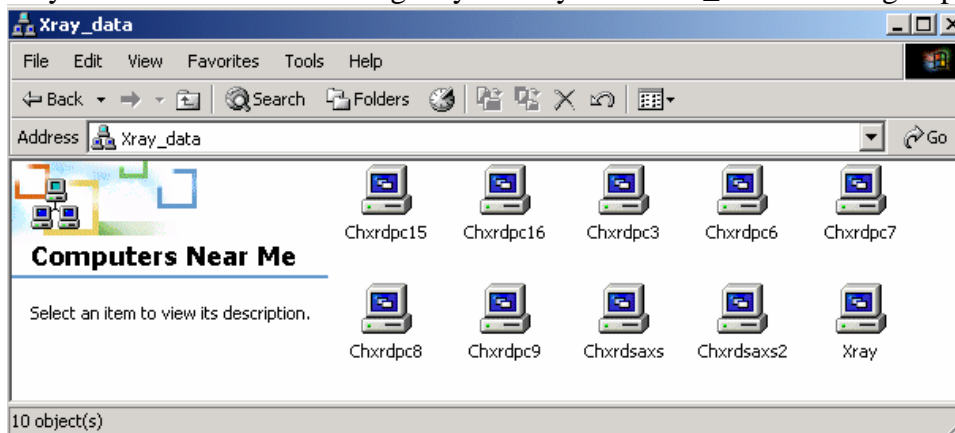 Xray_data
File Edit View Favorites Tools Help
Back Search Folders
Address Xray_data Go
Computers Near Me
Select an item to view its description.
Chxrdpc15 Chxrdpc16 Chxrdpc3 Chxrdpc6 Chxrdpc7
Chxrdpc8 Chxrdpc9 Chxrdsaxs Chxrdsaxs2 Xray
10 object(s)